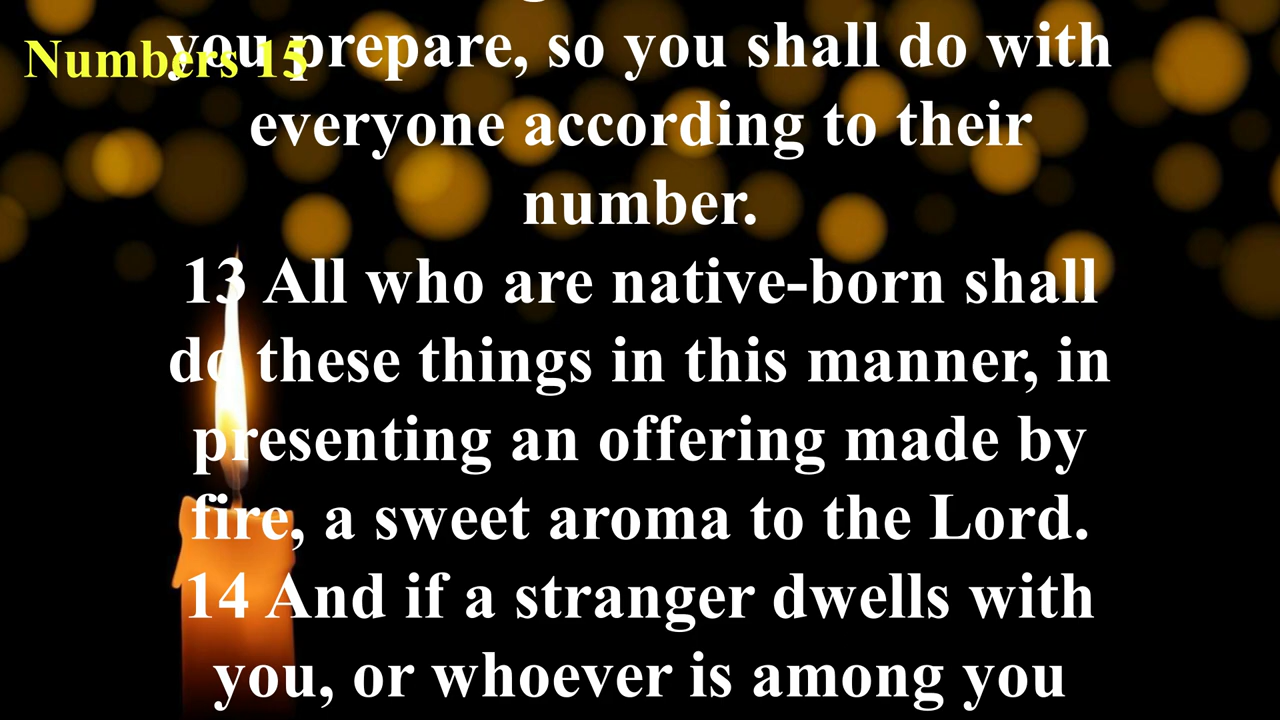 Numbers 15
you prepare, so you shall do with
everyone according to their
number.
13 All who are native-born shall
do these things in this manner, in
presenting an offering made by
fire, a sweet aroma to the Lord.
14 And if a stranger dwells with
you, or whoever is among you